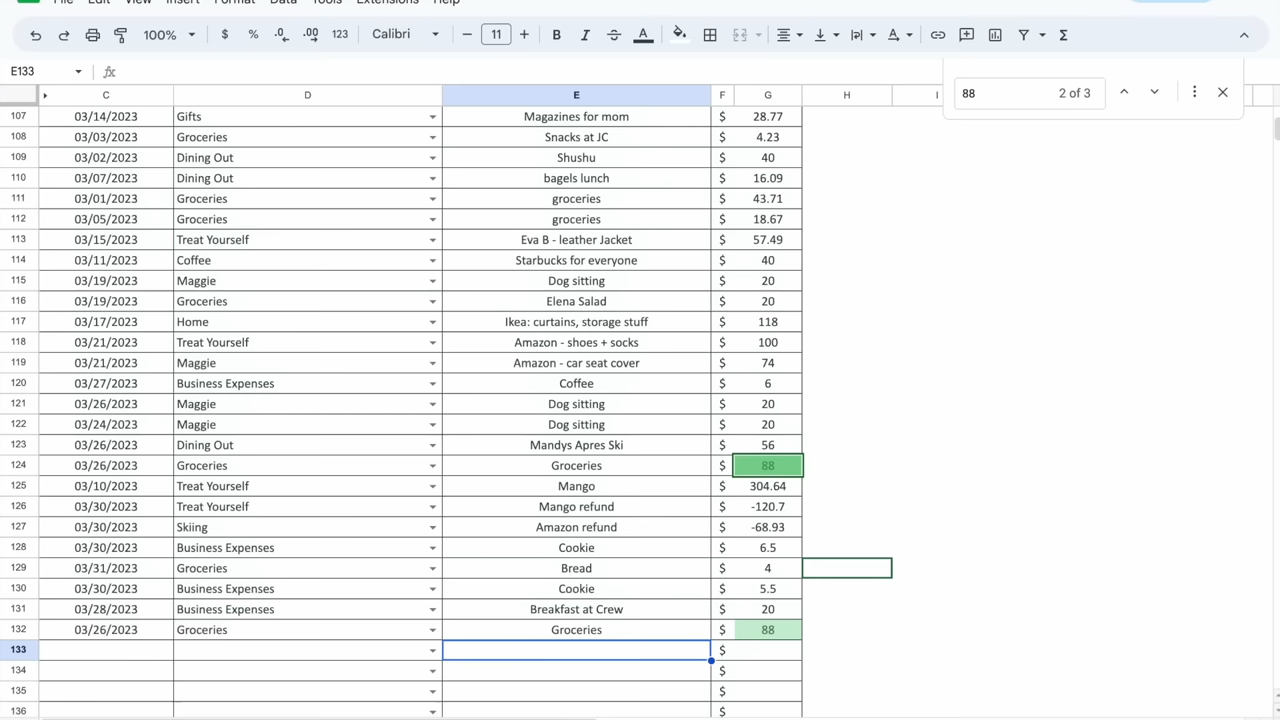 File Edit View Insert Format Data Tools Extensions Help
100% $ % .0 .00 123 Calibri - 11 + B I A Σ
E133 fx
88 2 of 3
C D E F G H I
107 03/14/2023 Gifts Magazines for mom $ 28.77
108 03/03/2023 Groceries Snacks at JC $ 4.23
109 03/02/2023 Dining Out Shushu $ 40
110 03/07/2023 Dining Out bagels lunch $ 16.09
111 03/01/2023 Groceries groceries $ 43.71
112 03/05/2023 Groceries groceries $ 18.67
113 03/15/2023 Treat Yourself Eva B - leather Jacket $ 57.49
114 03/11/2023 Coffee Starbucks for everyone $ 40
115 03/19/2023 Maggie Dog sitting $ 20
116 03/19/2023 Groceries Elena Salad $ 20
117 03/17/2023 Home Ikea: curtains, storage stuff $ 118
118 03/21/2023 Treat Yourself Amazon - shoes + socks $ 100
119 03/21/2023 Maggie Amazon - car seat cover $ 74
120 03/27/2023 Business Expenses Coffee $ 6
121 03/26/2023 Maggie Dog sitting $ 20
122 03/24/2023 Maggie Dog sitting $ 20
123 03/26/2023 Dining Out Mandys Apres Ski $ 56
124 03/26/2023 Groceries Groceries $ 88
125 03/10/2023 Treat Yourself Mango $ 304.64
126 03/30/2023 Treat Yourself Mango refund $ -120.7
127 03/30/2023 Skiing Amazon refund $ -68.93
128 03/30/2023 Business Expenses Cookie $ 6.5
129 03/31/2023 Groceries Bread $ 4
130 03/30/2023 Business Expenses Cookie $ 5.5
131 03/28/2023 Business Expenses Breakfast at Crew $ 20
132 03/26/2023 Groceries Groceries $ 88
133 $
134 $
135 $
136 $